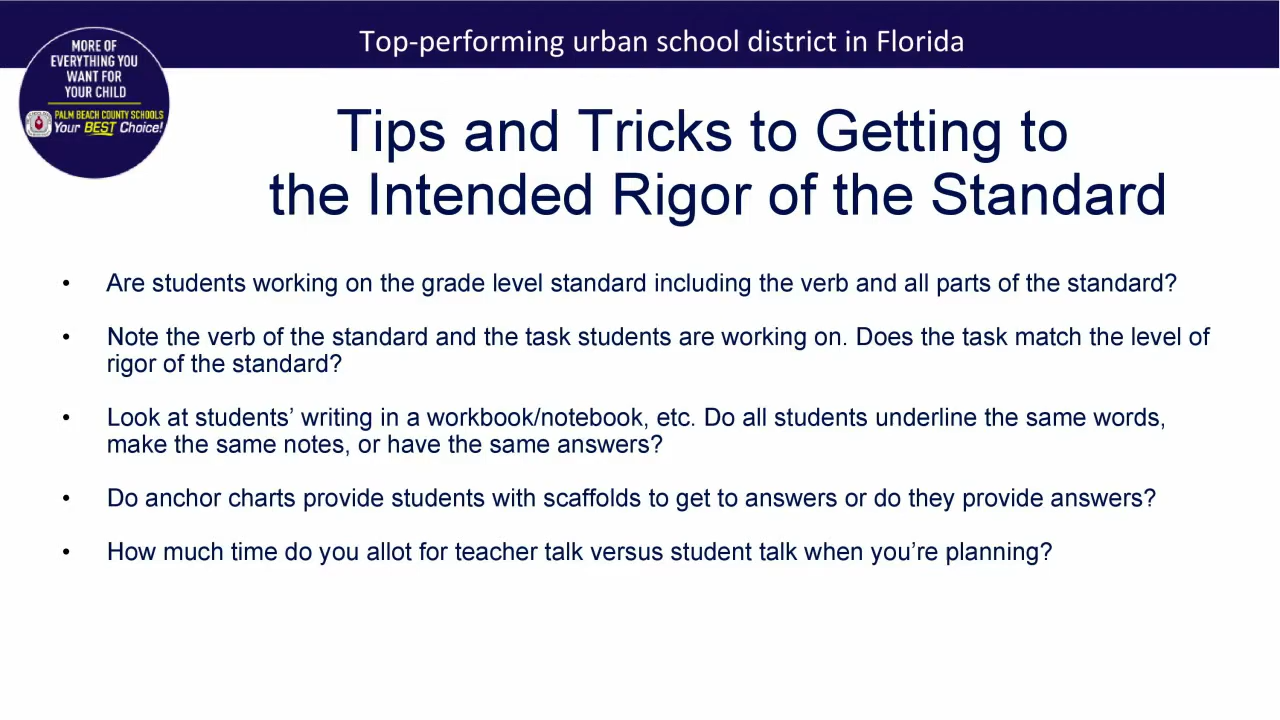 Top-performing urban school district in Florida
MORE OF
EVERYTHING YOU
WANT FOR
YOUR CHILD
PALM BEACH COUNTY SCHOOLS
Your BEST Choice!
Tips and Tricks to Getting to
the Intended Rigor of the Standard
• Are students working on the grade level standard including the verb and all parts of the standard?
• Note the verb of the standard and the task students are working on. Does the task match the level of
rigor of the standard?
• Look at students’ writing in a workbook/notebook, etc. Do all students underline the same words,
make the same notes, or have the same answers?
• Do anchor charts provide students with scaffolds to get to answers or do they provide answers?
• How much time do you allot for teacher talk versus student talk when you’re planning?